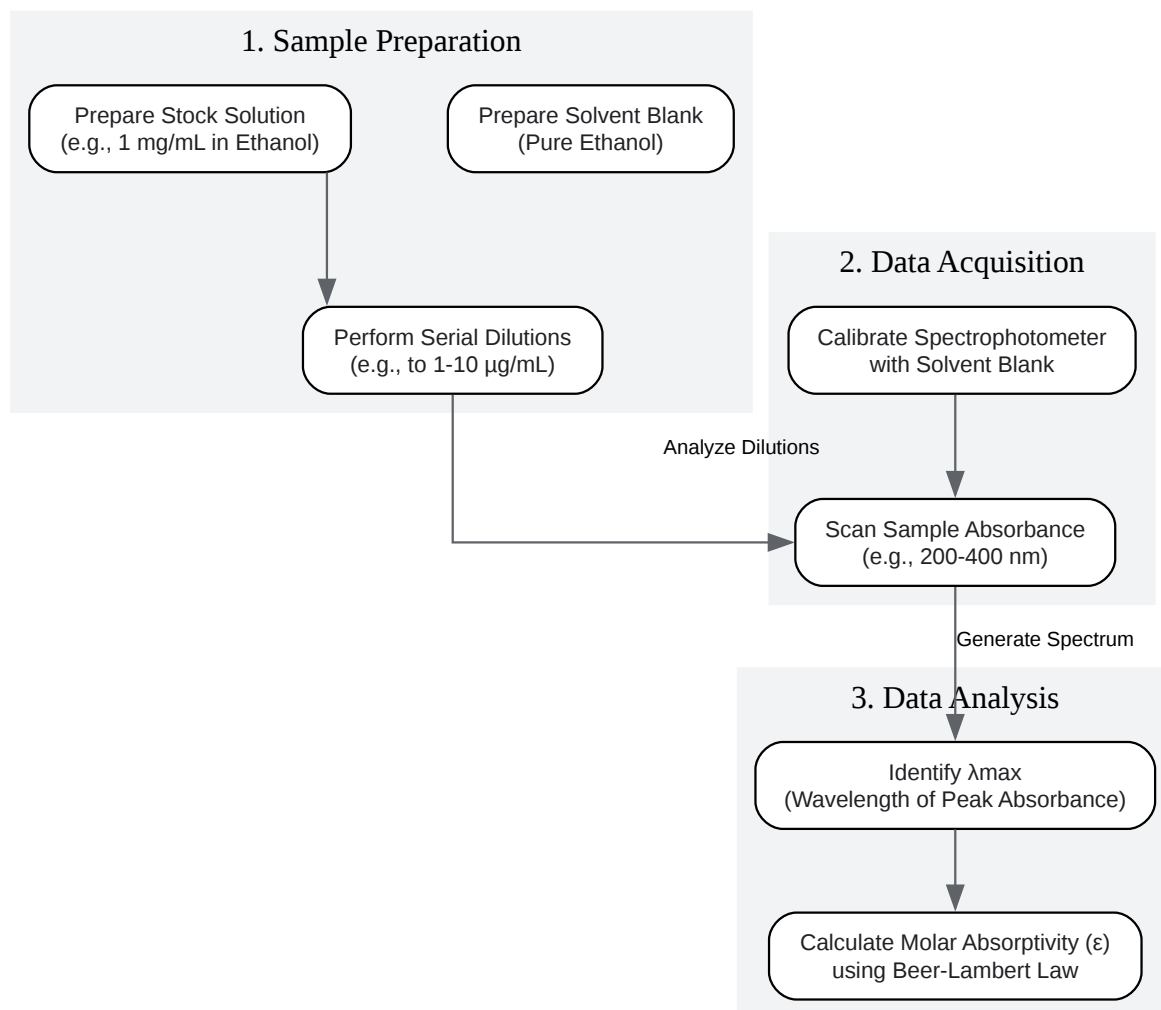 1. Sample Preparation
Prepare Stock Solution
(e.g., 1 mg/mL in Ethanol)
Prepare Solvent Blank
(Pure Ethanol)
Perform Serial Dilutions
(e.g., to 1-10 µg/mL)
2. Data Acquisition
Calibrate Spectrophotometer
with Solvent Blank
Analyze Dilutions
Scan Sample Absorbance
(e.g., 200-400 nm)
Generate Spectrum
3. Data Analysis
Identify λmax
(Wavelength of Peak Absorbance)
Calculate Molar Absorptivity (ε)
using Beer-Lambert Law